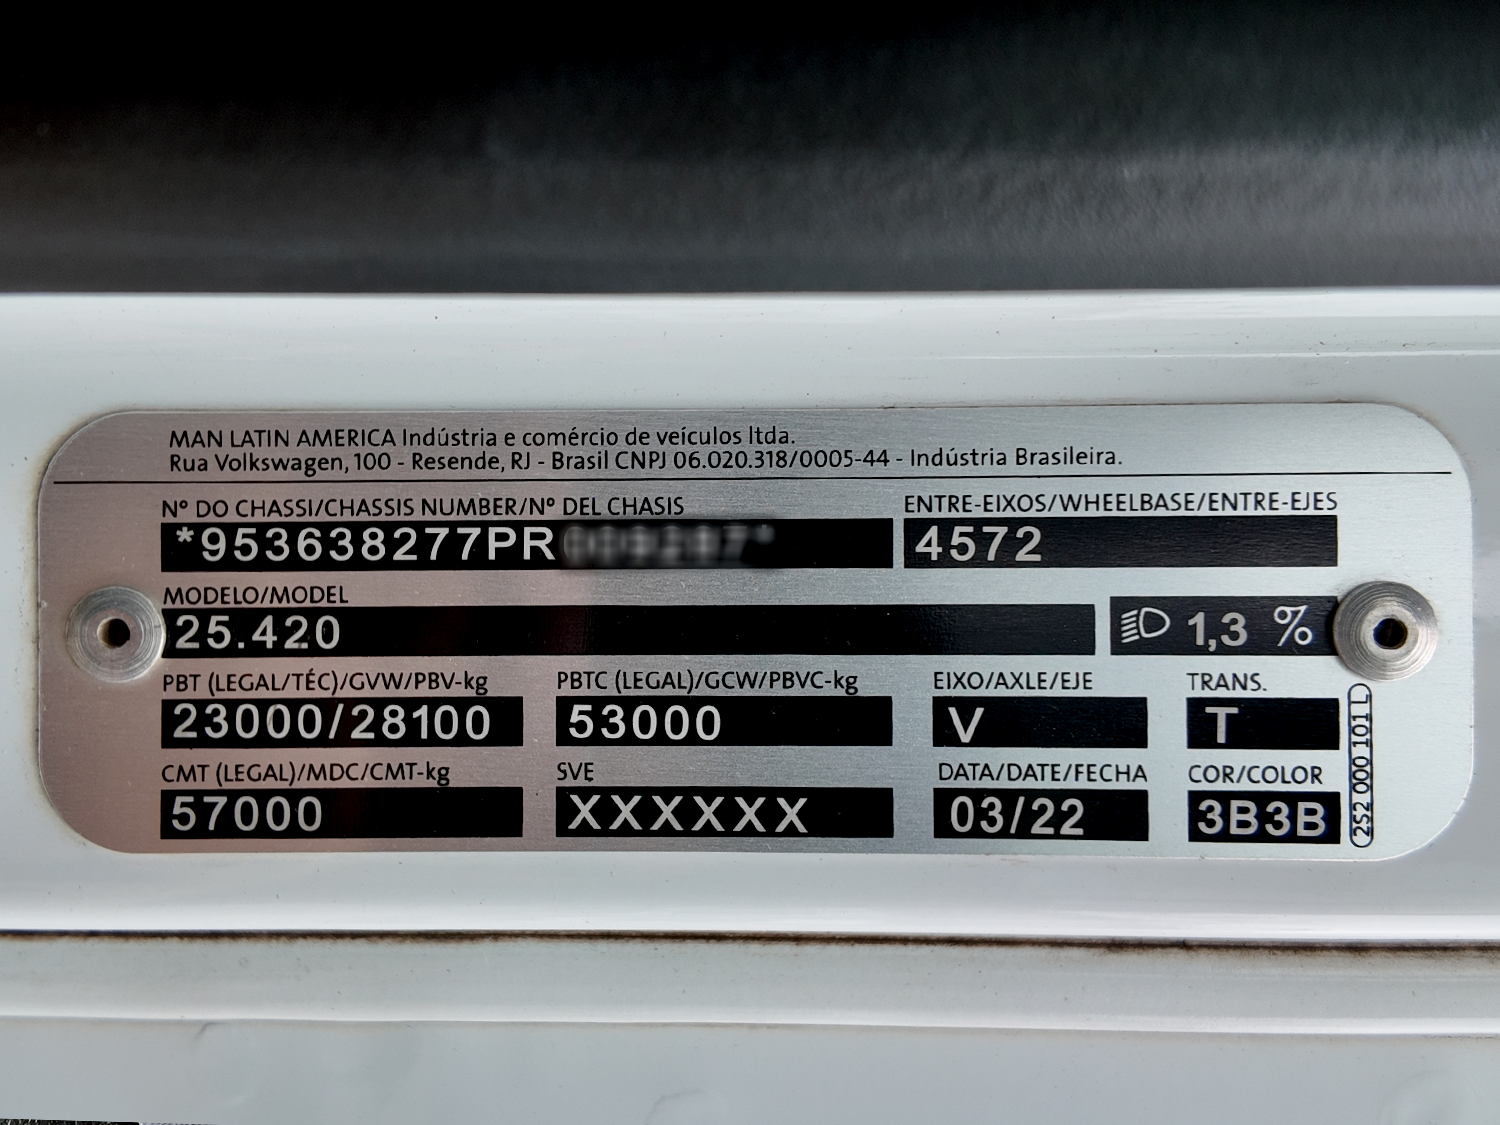 MAN LATIN AMERICA Indústria e comércio de veículos ltda.
Rua Volkswagen, 100 - Resende, RJ - Brasil CNPJ 06.020.318/0005-44 - Indústria Brasileira.
Nº DO CHASSI/CHASSIS NUMBER/Nº DEL CHASIS
ENTRE-EIXOS/WHEELBASE/ENTRE-EJES
*953638277PR
4572
MODELO/MODEL
25.420
1,3 %
PBT (LEGAL/TÉC)/GVW/PBV-kg
PBTC (LEGAL)/GCW/PBVC-kg
EIXO/AXLE/EJE
TRANS.
23000/28100
53000
V
T
CMT (LEGAL)/MDC/CMT-kg
SVE
DATA/DATE/FECHA
COR/COLOR
57000
XXXXXX
03/22
3B3B
2S2 000 101 L